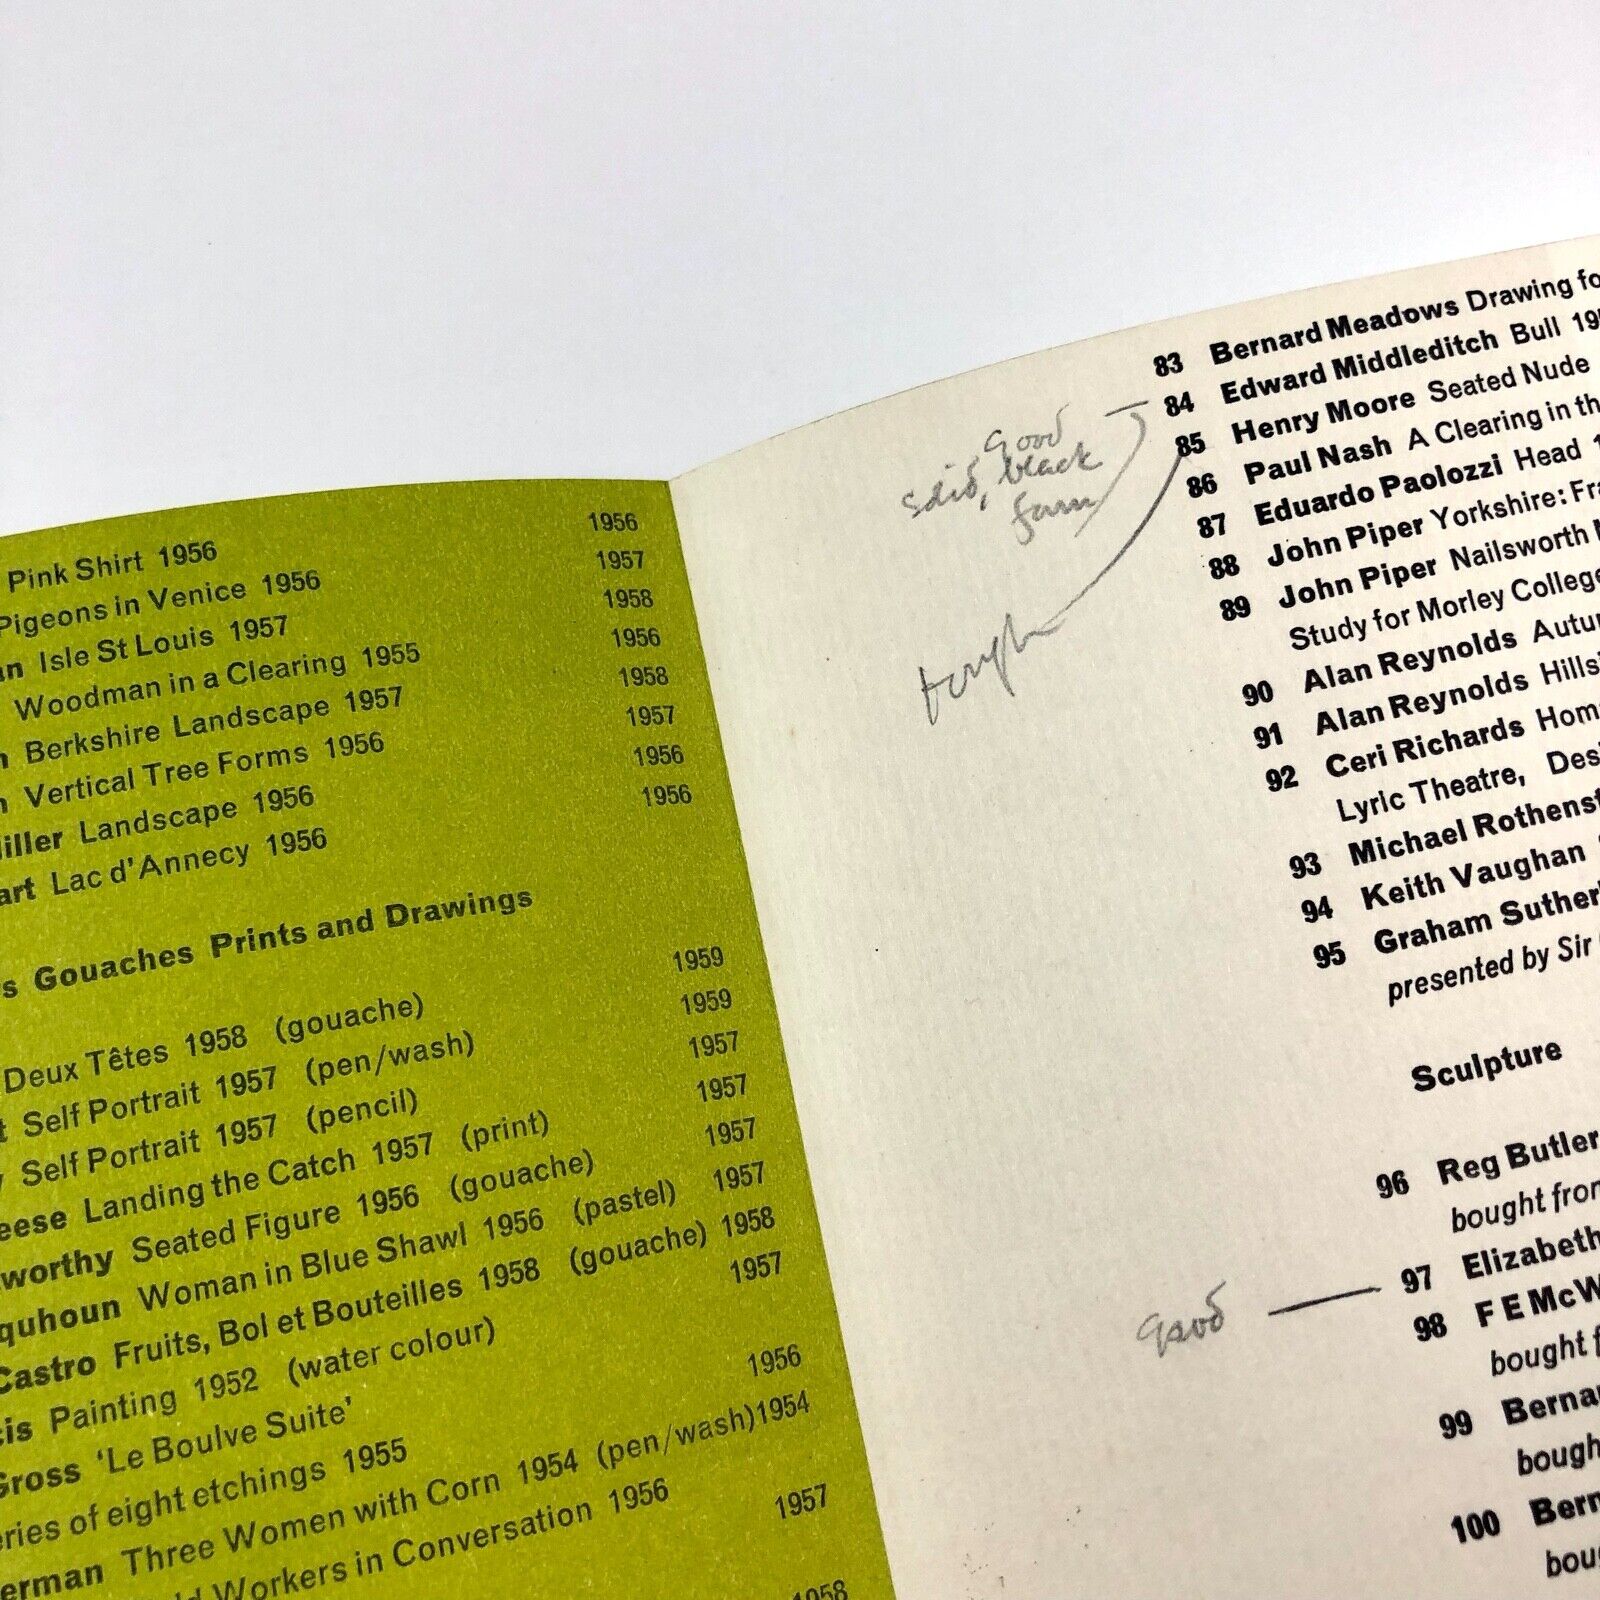 Pink Shirt 1956
1956
Pigeons in Venice 1956
1957
an Isle St Louis 1957
1958
Woodman in a Clearing 1955
1956
n Berkshire Landscape 1957
1958
n Vertical Tree Forms 1956
1957
iller Landscape 1956
1956
art Lac d'Annecy 1956
1956
s Gouaches Prints and Drawings
Deux Têtes 1958 (gouache)
1959
t Self Portrait 1957 (pen/wash)
1959
y Self Portrait 1957 (pencil)
1957
eese Landing the Catch 1957 (print)
1957
worthy Seated Figure 1956 (gouache)
1957
quhoun Woman in Blue Shawl 1956 (pastel)
1957
Castro Fruits, Bol et Bouteilles 1958 (gouache) 1958
cis Painting 1952 (water colour)
1957
Gross 'Le Boulve Suite'
eries of eight etchings 1955
1956
erman Three Women with Corn 1954 (pen/wash) 1954
ld Workers in Conversation 1956
1957
1958
83 Bernard Meadows Drawing fo
84 Edward Middleditch Bull 19
85 Henry Moore Seated Nude
86 Paul Nash A Clearing in th
87 Eduardo Paolozzi Head 1
88 John Piper Yorkshire: Fra
89 John Piper Nailsworth
Study for Morley College
90 Alan Reynolds Autu
91 Alan Reynolds Hills
92 Ceri Richards Hom
Lyric Theatre, Des
93 Michael Rothenst
94 Keith Vaughan
95 Graham Suther
presented by Sir
good
solid, black
form
tough
Sculpture
96 Reg Butler
bought fron
97 Elizabeth
good
98 F E McW
bought f
99 Berna
bough
100 Bern
bou